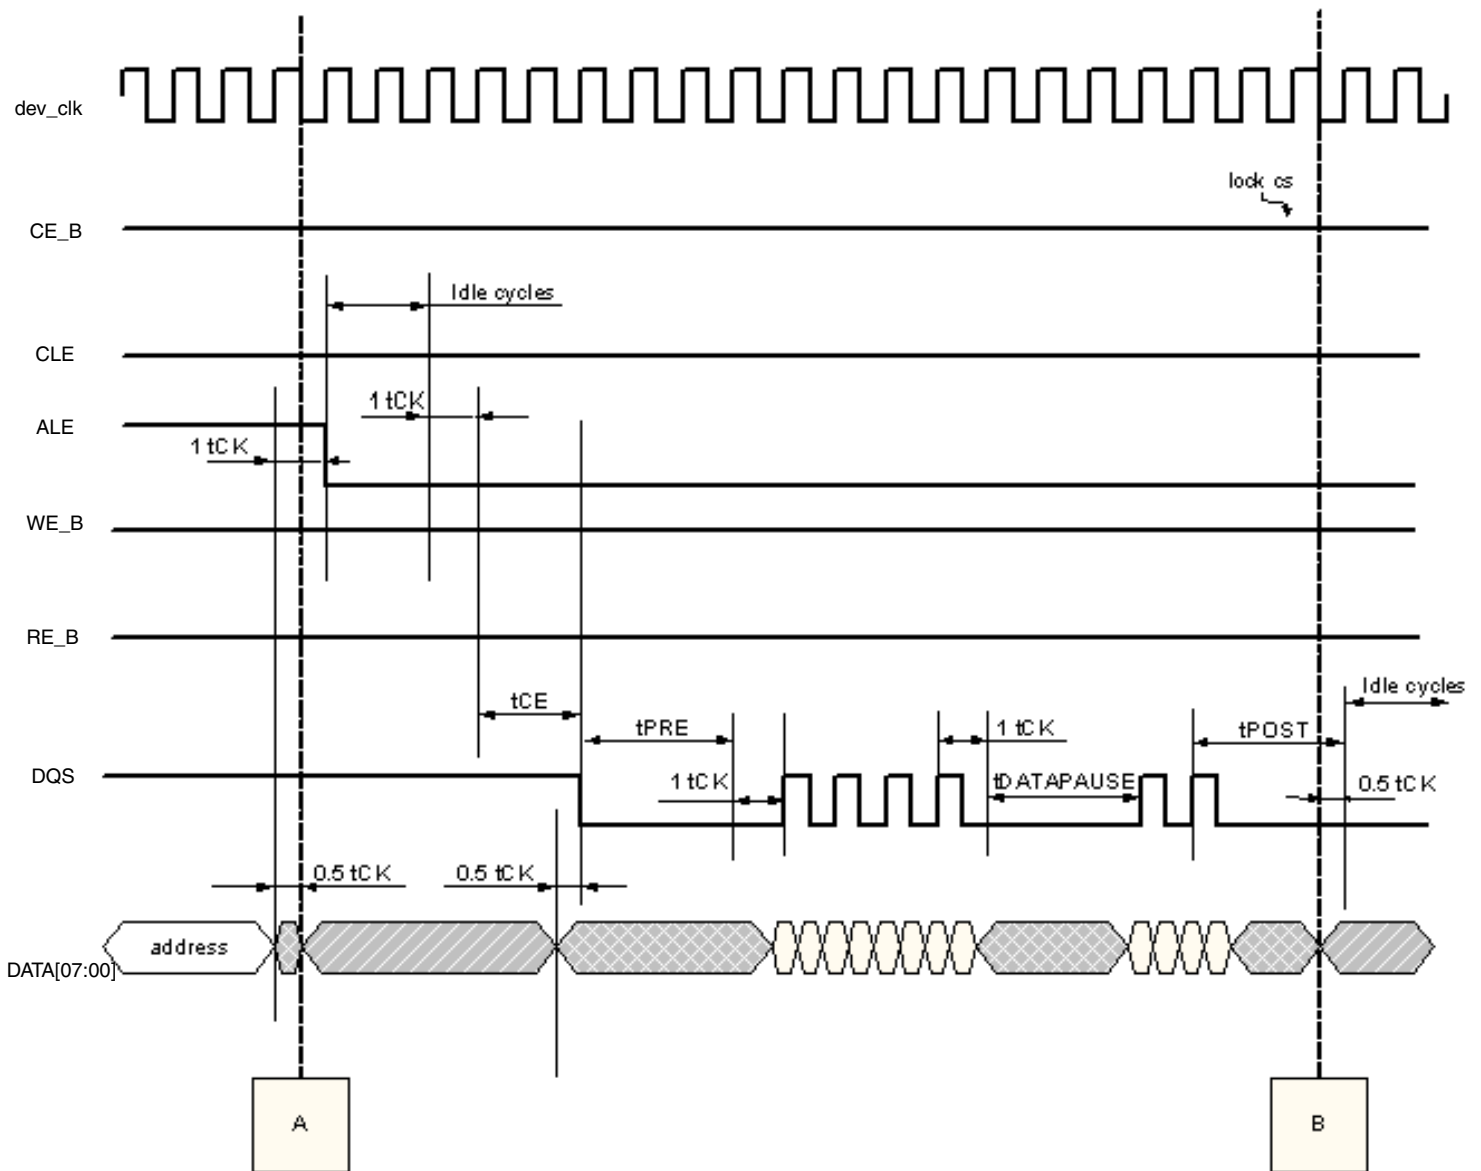 dev_clk
lock cs
CE_B
Idle cycles
CLE
1 tCK
ALE
1 tCK
WE_B
RE_B
Idle cycles
tCE
tPRE
1 tCK
tPOST
DQS
1 tCK
tDATAPAUSE
0.5 tCK
0.5 tCK
0.5 tCK
address
DATA[07:00]
A
B